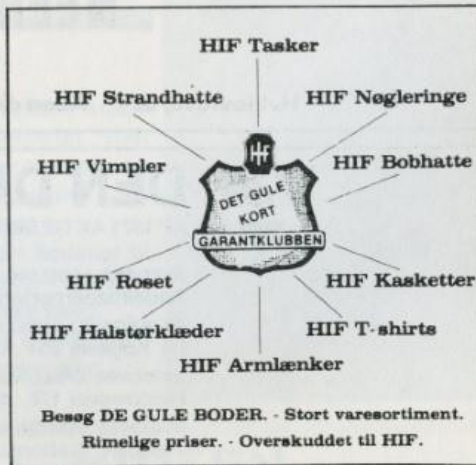 HIF Tasker
HIF Strandhatte
HIF Nøgleringe
HIF Vimpler
HIF Bobhatte
HIF
DET GULE
KORT
GARANTKLUBBEN
HIF Roset
HIF Kasketter
HIF Halstørklæder
HIF T-shirts
HIF Armlænker
Besøg DE GULE BODER. - Stort varesortiment.
Rimelige priser. - Overskuddet til HIF.